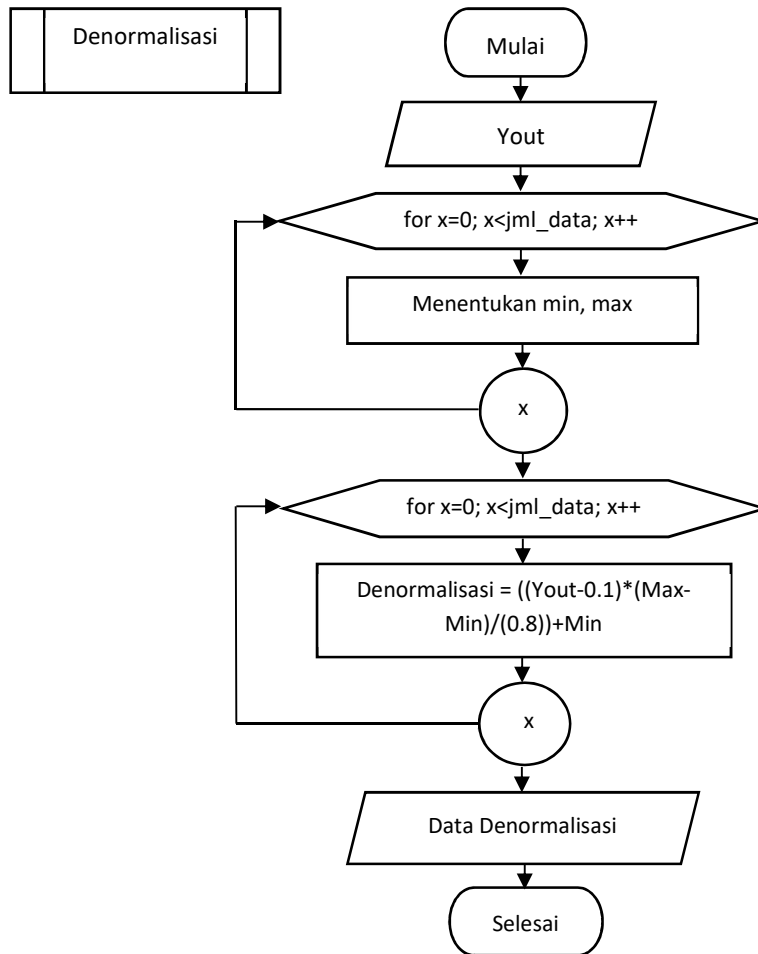 Denormalisasi
Mulai
Yout
for x=0; x<jml_data; x++
Menentukan min, max
x
for x=0; x<jml_data; x++
Denormalisasi = ((Yout-0.1)*(Max-
Min)/(0.8))+Min
x
Data Denormalisasi
Selesai